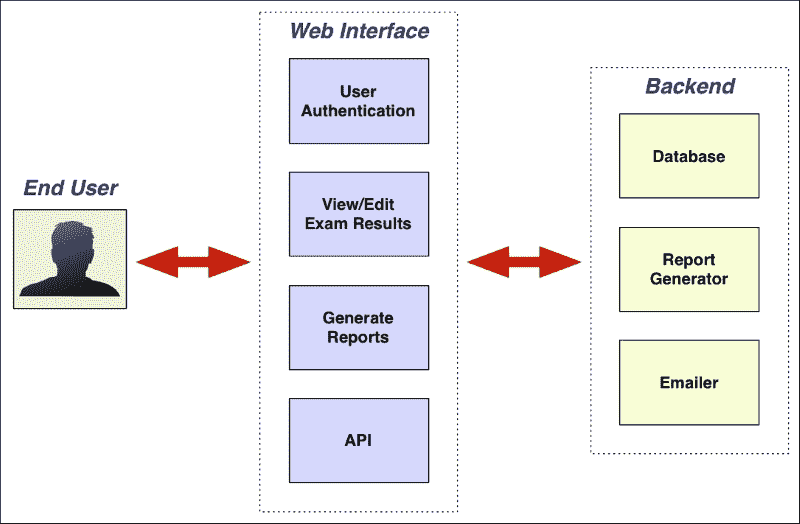 End User
Web Interface
User
Authentication
View/Edit
Exam Results
Generate
Reports
API
Backend
Database
Report
Generator
Emailer